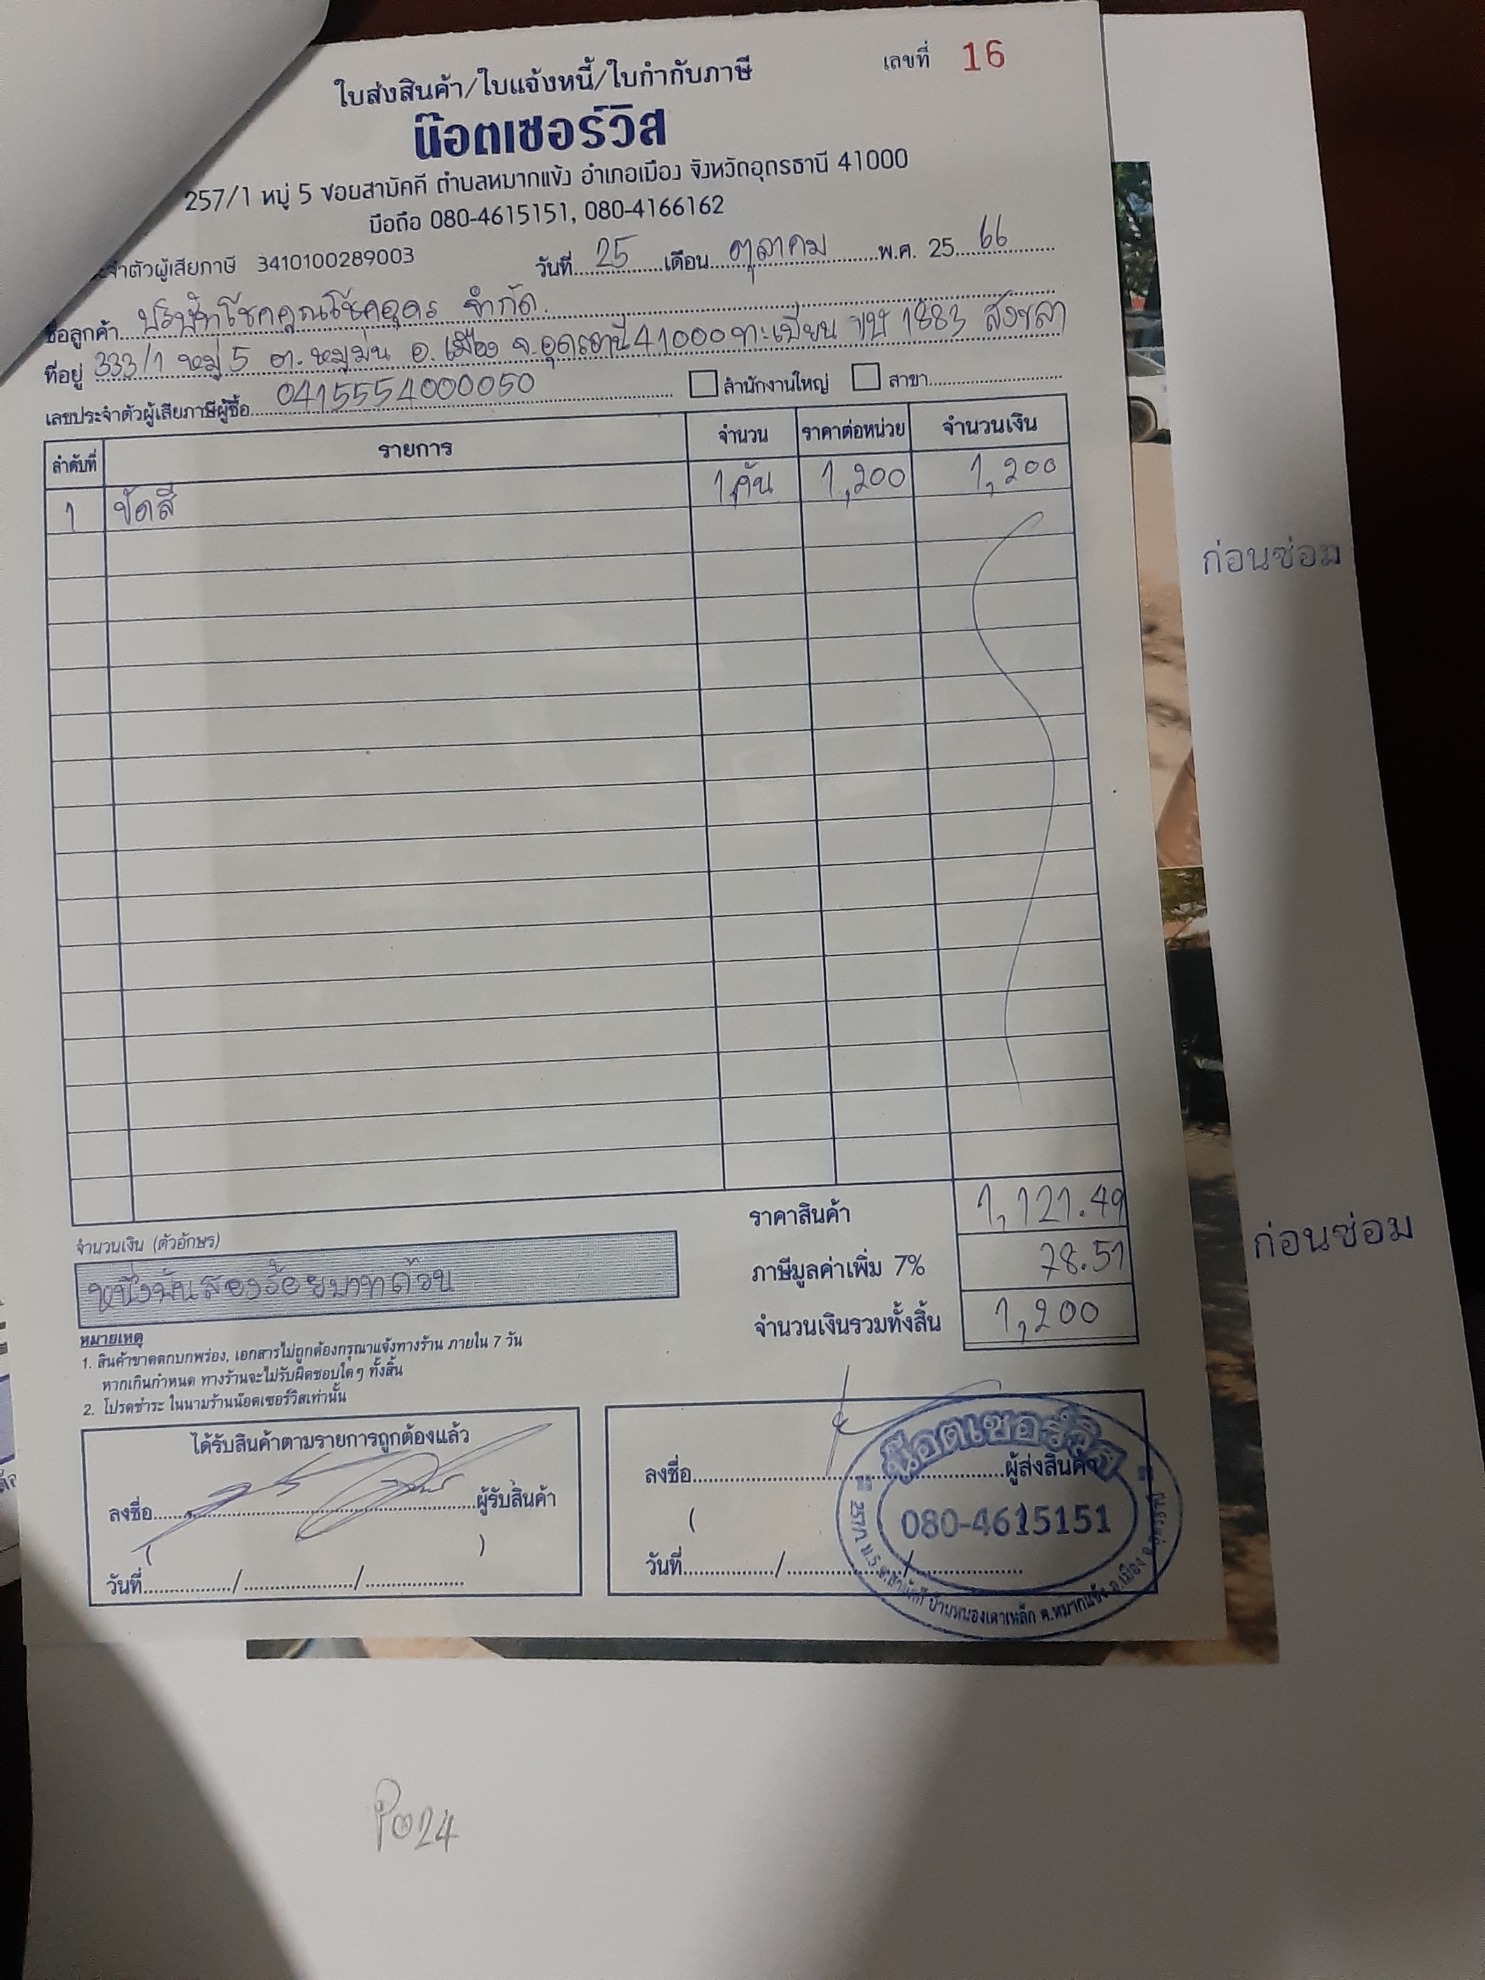 ใบส่งสินค้า/ใบแจ้งหนี้/ใบกำกับภาษี
เลขที่ 16
น๊อตเซอร์วิส
257/1 หมู่ 5 ซอยสามัคคี ตำบลหมากแข้ง อำเภอเมือง จังหวัดอุดรธานี 41000
มือถือ 080-4615151, 080-4166162
ระจำตัวผู้เสียภาษี 3410100289003
วันที่ 25 เดือน ตุลาคม พ.ศ. 25 66
ชื่อลูกค้า บริษัทโชคคูณโชคอุดร จำกัด
ที่อยู่ 333/1 หมู่ 5 ต.หมูม่น อ.เมือง จ.อุดรธานี 41000 ทะเบียน ขษ 1883 สงขลา
เลขประจำตัวผู้เสียภาษีผู้ซื้อ 0415554000050 สำนักงานใหญ่ สาขา
ลำดับที่ รายการ จำนวน ราคาต่อหน่วย จำนวนเงิน
1 ขัดสี 1 คัน 1,200 1,200
ก่อนซ่อม
ราคาสินค้า 1,121.49
จำนวนเงิน (ตัวอักษร)
ภาษีมูลค่าเพิ่ม 7% 78.51
ก่อนซ่อม
หนึ่งพันสองร้อยบาทถ้วน
จำนวนเงินรวมทั้งสิ้น 1,200
หมายเหตุ
1. สินค้าขาดตกบกพร่อง, เอกสารไม่ถูกต้องกรุณาแจ้งทางร้าน ภายใน 7 วัน
หากเกินกำหนด ทางร้านจะไม่รับผิดชอบใดๆ ทั้งสิ้น
2. โปรดชำระ ในนามร้านน๊อตเซอร์วิสเท่านั้น
ได้รับสินค้าตามรายการถูกต้องแล้ว
ลงชื่อ ผู้รับสินค้า
( )
วันที่ / /
ลงชื่อ ผู้ส่งสินค้า
(
วันที่ / /
น๊อตเซอร์วิส
080-4615151
PO24